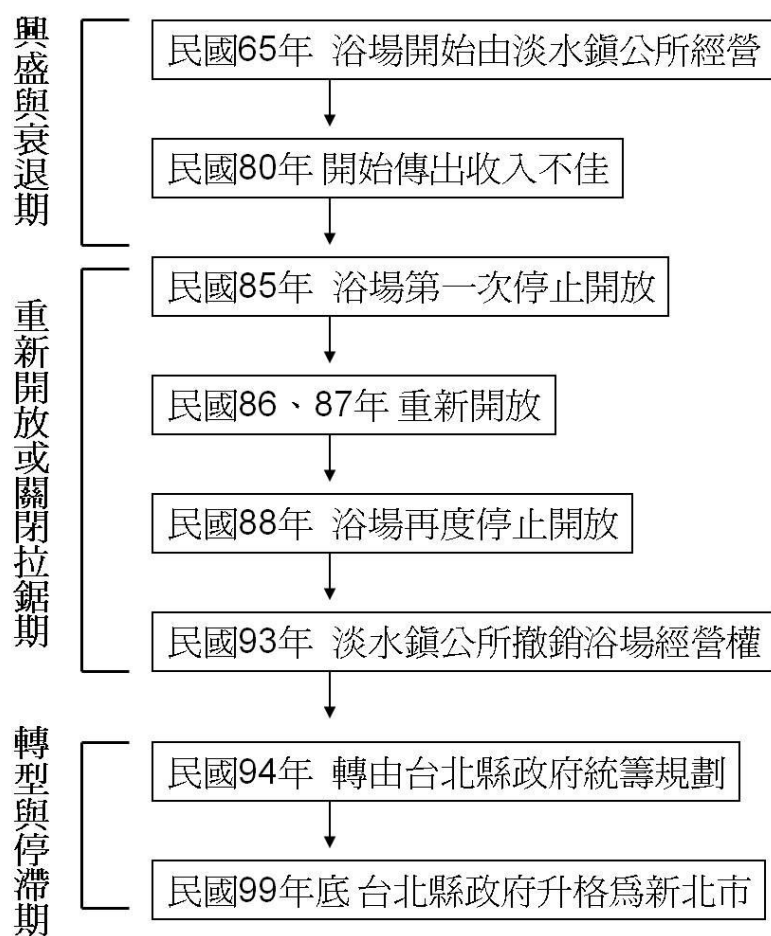 興盛與衰退期
民國65年 浴場開始由淡水鎮公所經營
民國80年 開始傳出收入不佳
重新開放或關閉拉鋸期
民國85年 浴場第一次停止開放
民國86、87年 重新開放
民國88年 浴場再度停止開放
民國93年 淡水鎮公所撤銷浴場經營權
轉型與停滯期
民國94年 轉由台北縣政府統籌規劃
民國99年底 台北縣政府升格為新北市